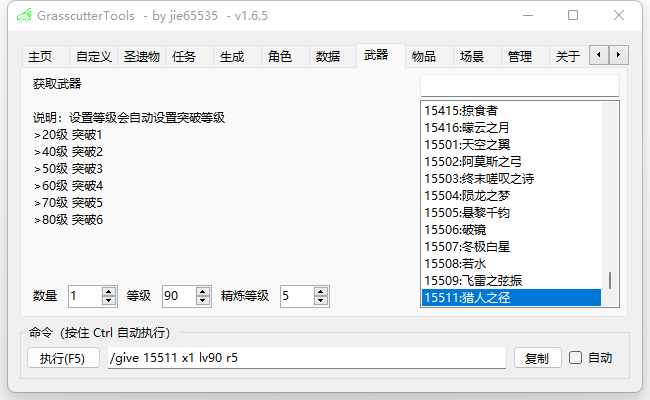 GrasscutterTools - by jie65535 - v1.6.5
主页 自定义 圣遗物 任务 生成 角色 数据 武器 物品 场景 管理 关于
获取武器
说明：设置等级会自动设置突破等级
>20级 突破1
>40级 突破2
>50级 突破3
>60级 突破4
>70级 突破5
>80级 突破6
15415:掠食者
15416:曚云之月
15501:天空之翼
15502:阿莫斯之弓
15503:终末嗟叹之诗
15504:陨龙之梦
15505:悬黎千钧
15506:破镜
15507:冬极白星
15508:若水
15509:飞雷之弦振
15511:猎人之径
数量 1 等级 90 精炼等级 5
命令（按住 Ctrl 自动执行）
执行(F5) /give 15511 x1 lv90 r5 复制 自动